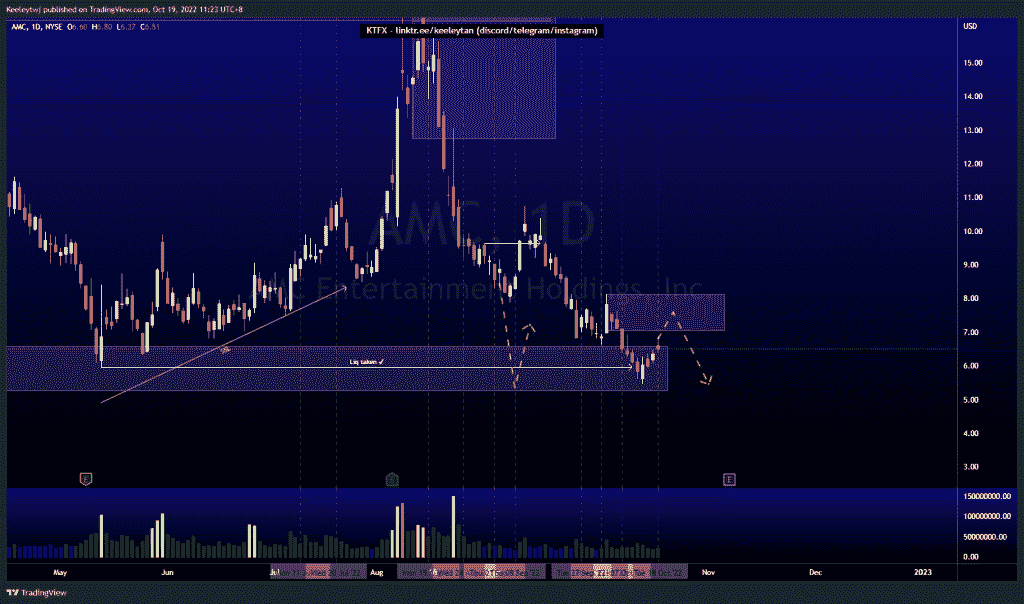 Keeleytwj published on TradingView.com, Oct 19, 2022 11:23 UTC+8
AMC, 1D, NYSE O6.60 H6.80 L6.37 C6.51
KTFX - linktr.ee/keeleytan (discord/telegram/instagram)
USD
15.00
14.00
13.00
12.00
11.00
10.00
9.00
8.00
7.00
6.00
5.00
4.00
3.00
AMC, 1D
AMC Entertainment Holdings, Inc
Liq taken ✓
E
E
150000000.00
100000000.00
50000000.00
0.00
May
Jun
Jul
Aug
Nov
Dec
2023
TradingView